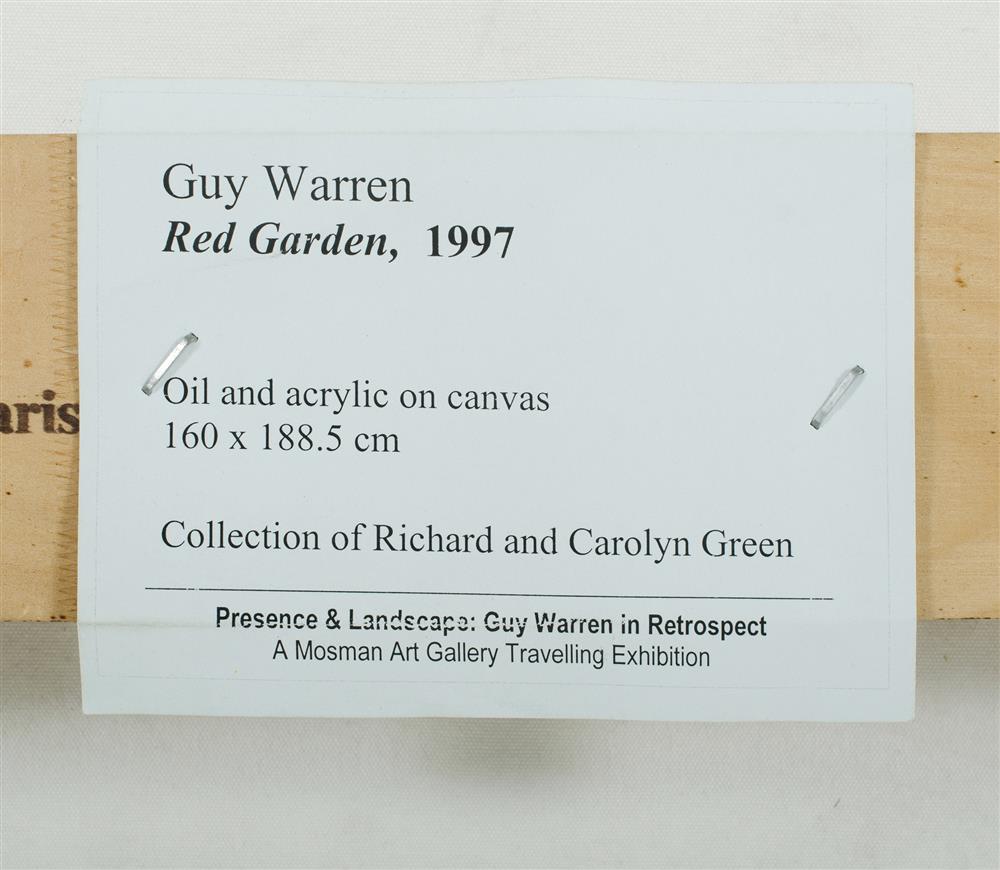 Guy Warren
Red Garden, 1997
Oil and acrylic on canvas
160 x 188.5 cm
Collection of Richard and Carolyn Green
Presence & Landscape: Guy Warren in Retrospect
A Mosman Art Gallery Travelling Exhibition
aris